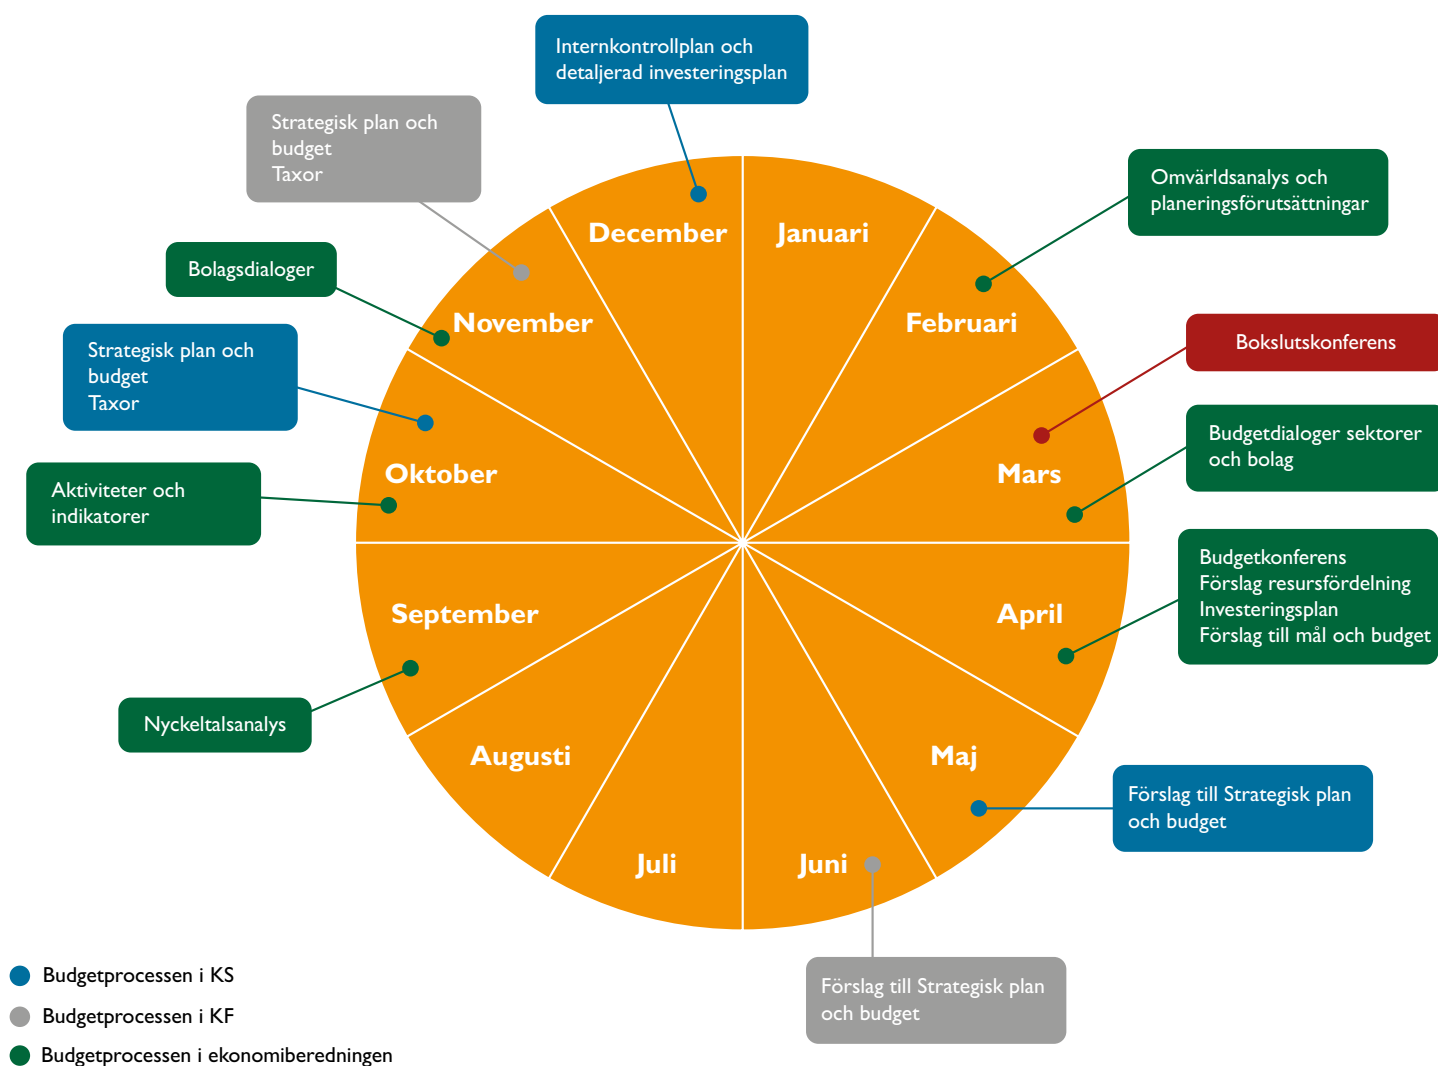 Internkontrollplan och
detaljerad investeringsplan
Strategisk plan och
budget
Taxor
Omvärldsanalys och
planeringsförutsättningar
Bolagsdialoger
Bokslutskonferens
Strategisk plan och
budget
Taxor
Budgetdialoger sektorer
och bolag
Aktiviteter och
indikatorer
Budgetkonferens
Förslag resursfördelning
Investeringsplan
Förslag till mål och budget
Nyckeltalsanalys
Förslag till Strategisk plan
och budget
Förslag till Strategisk plan
och budget
Januari
Februari
Mars
April
Maj
Juni
Juli
Augusti
September
Oktober
November
December
Budgetprocessen i KS
Budgetprocessen i KF
Budgetprocessen i ekonomiberedningen